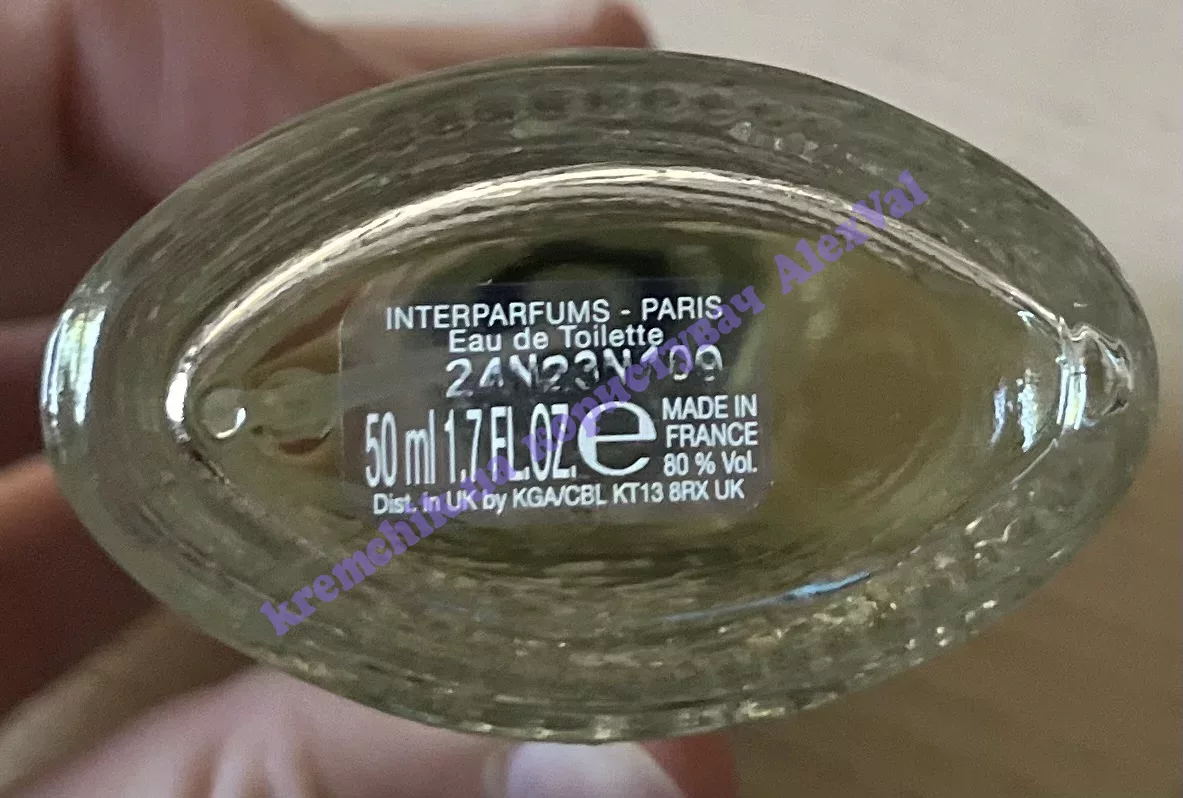 INTERPARFUMS - PARIS
Eau de Toilette
24N23N109
50 ml 1.7 FL.OZ. e
MADE IN
FRANCE
80 % Vol.
Dist. in UK by KGA/CBL KT13 8RX UK
користувач AlexVal